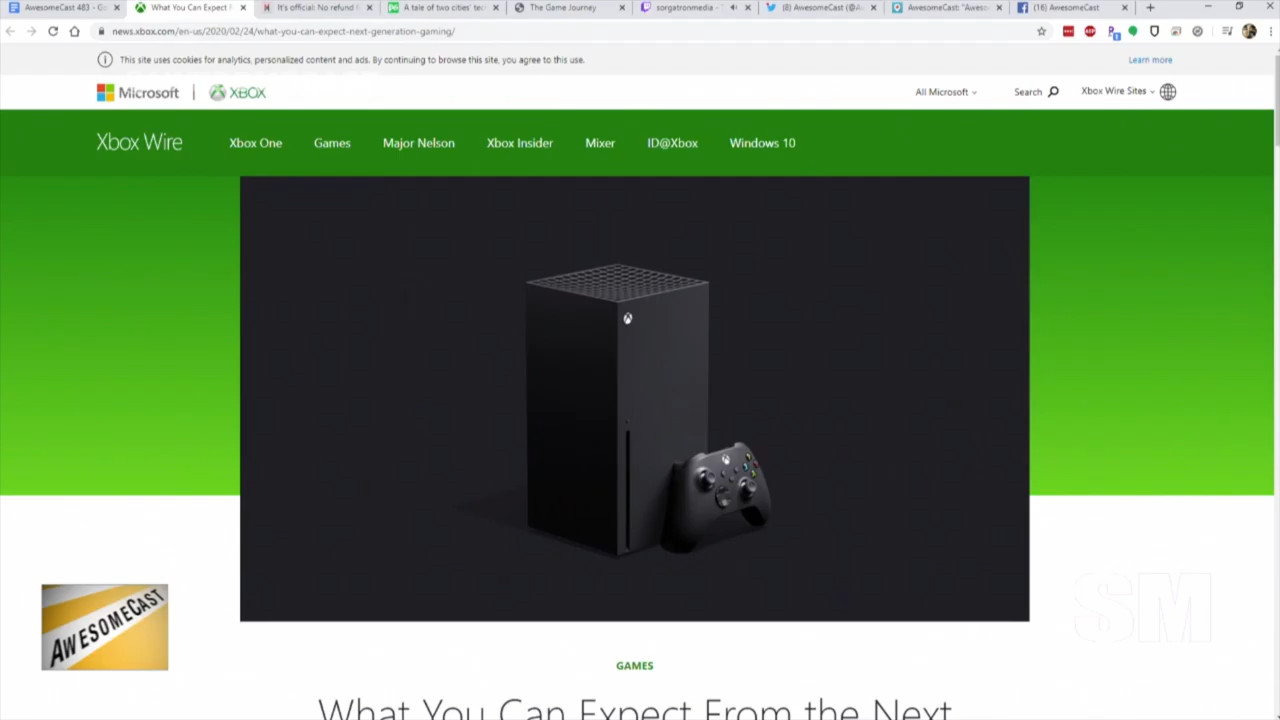 AwesomeCast 483 - Go
What You Can Expect F
It's official: No refund f
A tale of two cities' tech
The Game Journey
sorgatronmedia - T
(8) AwesomeCast (@A
AwesomeCast: "Aweso
(16) AwesomeCast
news.xbox.com/en-us/2020/02/24/what-you-can-expect-next-generation-gaming/
This site uses cookies for analytics, personalized content and ads. By continuing to browse this site, you agree to this use.
Learn more
Microsoft
XBOX
All Microsoft
Search
Xbox Wire Sites
Xbox Wire
Xbox One
Games
Major Nelson
Xbox Insider
Mixer
ID@Xbox
Windows 10
AWESOMECAST
SM
GAMES
What You Can Expect From the Next